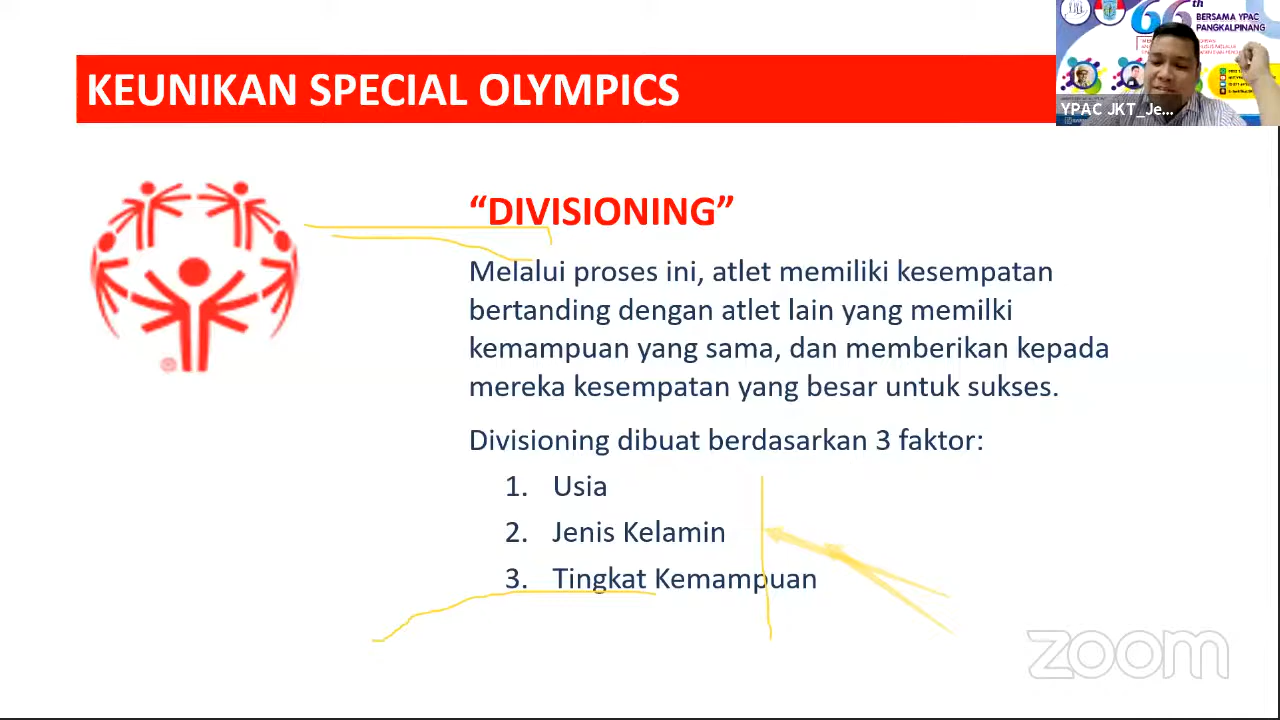 KEUNIKAN SPECIAL OLYMPICS
66th
BERSAMA YPAC
PANGKALPINANG
YPAC JKT_Je...
“DIVISIONING”
Melalui proses ini, atlet memiliki kesempatan
bertanding dengan atlet lain yang memilki
kemampuan yang sama, dan memberikan kepada
mereka kesempatan yang besar untuk sukses.
Divisioning dibuat berdasarkan 3 faktor:
1. Usia
2. Jenis Kelamin
3. Tingkat Kemampuan
zoom